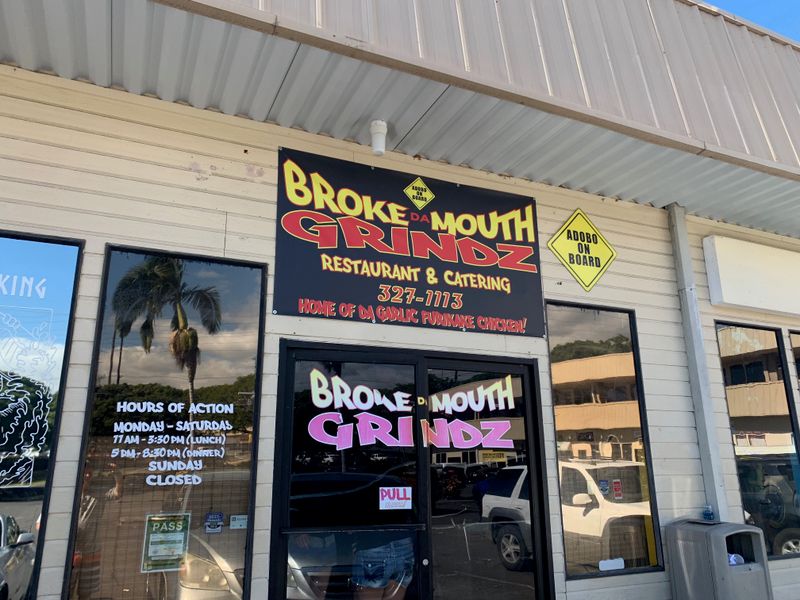 BROKE DA MOUTH
ADOBO
ON
BOARD
GRINDZ
RESTAURANT & CATERING
327-1113
HOME OF DA GARLIC FURIKAKE CHICKEN!
ADOBO
ON
BOARD
KING
BROKE DA MOUTH
GRINDZ
PULL
HOURS OF ACTION
MONDAY - SATURDAY
11 AM - 3:30 PM (LUNCH)
5 PM - 8:30 PM (DINNER)
SUNDAY
CLOSED
PASS